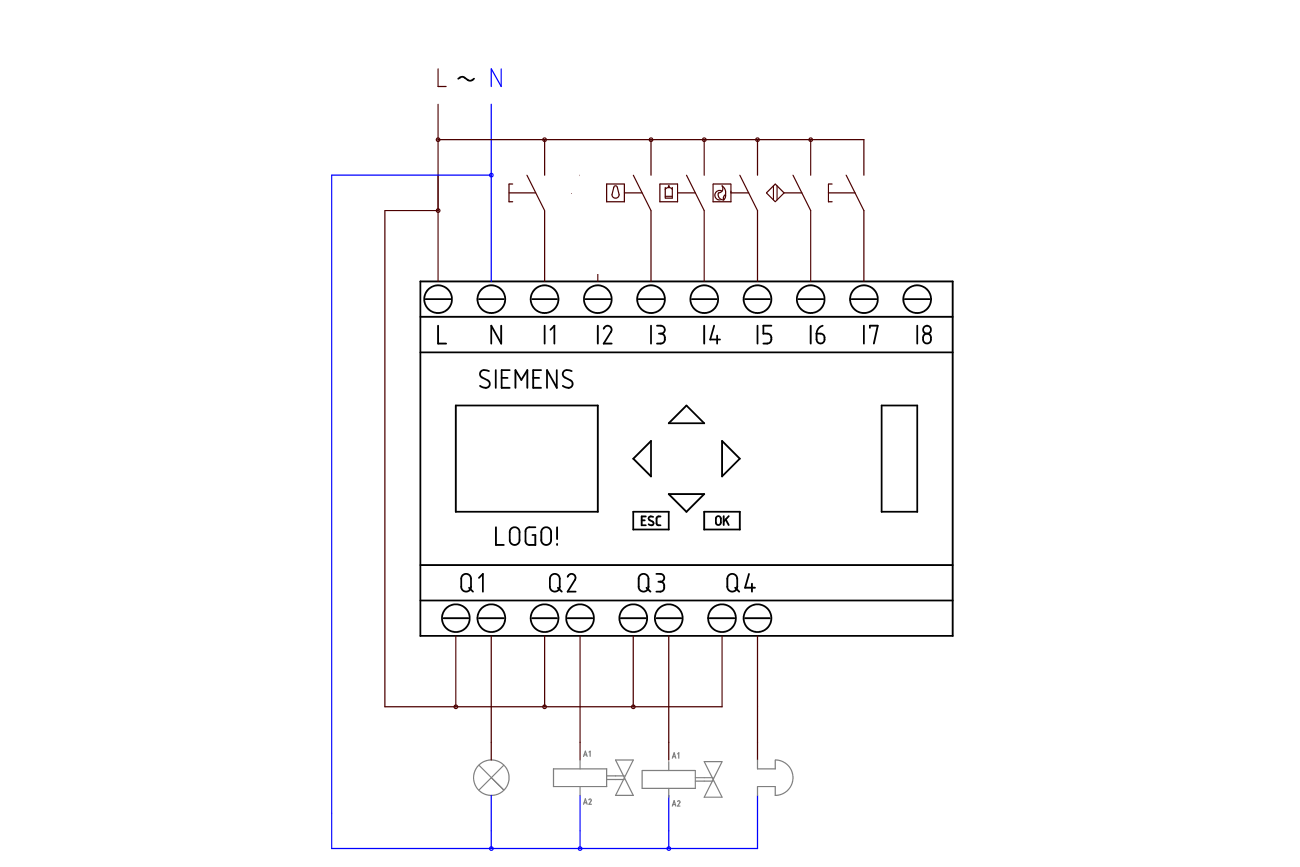 L ~ N
L N I1 I2 I3 I4 I5 I6 I7 I8
SIEMENS
ESC OK
LOGO!
Q1 Q2 Q3 Q4
A1 A1
A2 A2